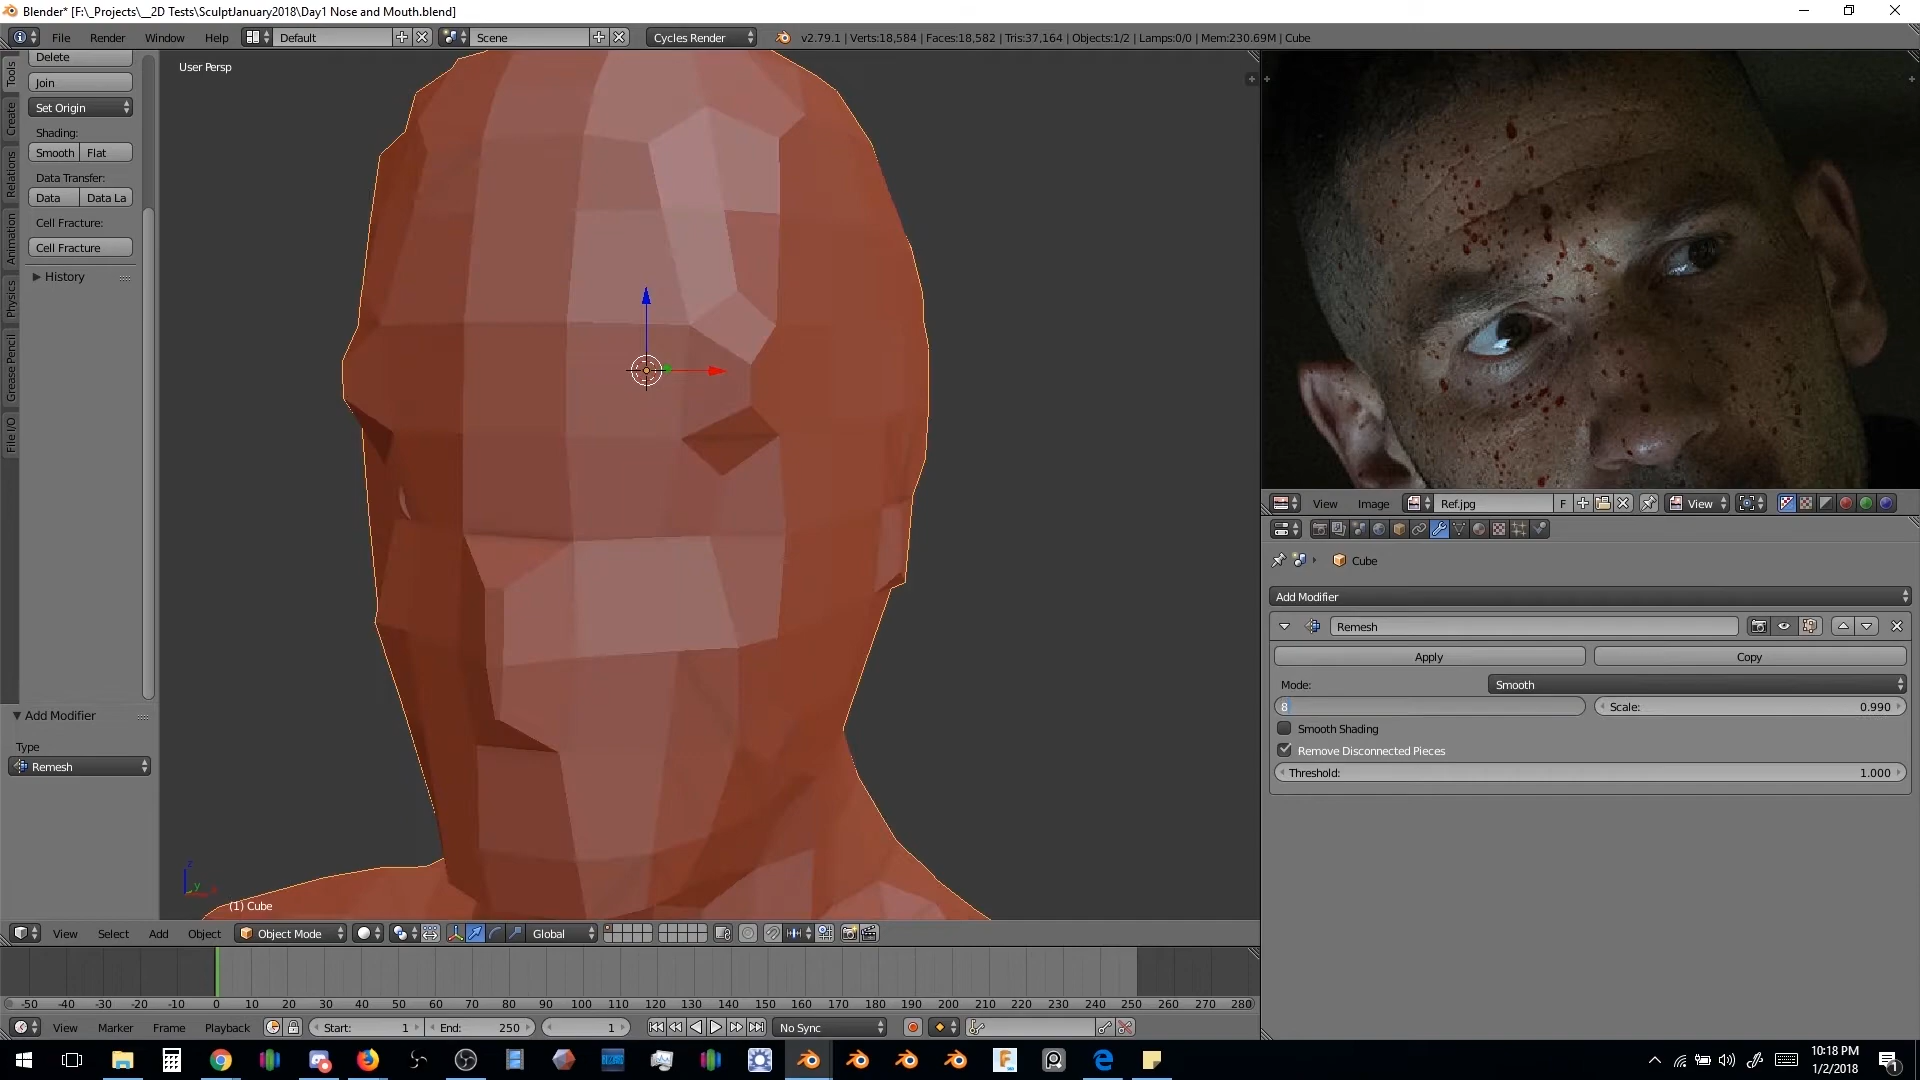 Blender* [F:\_Projects\__2D Tests\SculptJanuary2018\Day1 Nose and Mouth.blend]
File Render Window Help Default Scene Cycles Render v2.79.1 | Verts:18,584 | Faces:18,582 | Tris:37,164 | Objects:1/2 | Lamps:0/0 | Mem:230.69M | Cube
Tools
Create
Relations
Animation
Physics
Grease Pencil
File I/O
Delete
Join
Set Origin
Shading:
Smooth Flat
Data Transfer:
Data Data La
Cell Fracture:
Cell Fracture
History
Add Modifier
Type
Remesh
User Persp
z
y
(1) Cube
View Select Add Object Object Mode Global
View Image Ref.jpg F View
Cube
Add Modifier
Remesh
Apply Copy
Mode: Smooth
8 Scale: 0.990
Smooth Shading
Remove Disconnected Pieces
Threshold: 1.000
-50 -40 -30 -20 -10 0 10 20 30 40 50 60 70 80 90 100 110 120 130 140 150 160 170 180 190 200 210 220 230 240 250 260 270 280
View Marker Frame Playback Start: 1 End: 250 1 No Sync
10:18 PM
1/2/2018
1